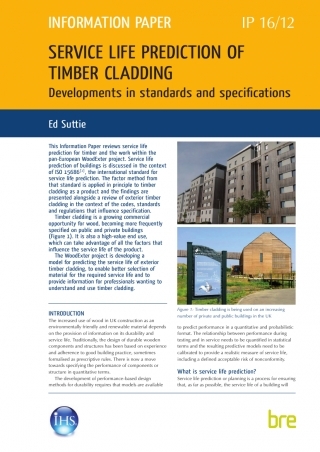 INFORMATION PAPER
IP 16/12
SERVICE LIFE PREDICTION OF
TIMBER CLADDING
Developments in standards and specifications
Ed Suttie
This Information Paper reviews service life
prediction for timber and the work within the
pan-European WoodExter project. Service life
prediction of buildings is discussed in the context
of ISO 15686[1], the international standard for
service life prediction. The factor method from
that standard is applied in principle to timber
cladding as a product and the findings are
presented alongside a review of exterior timber
cladding in the context of the codes, standards
and regulations that influence specification.
Timber cladding is a growing commercial
opportunity for wood, becoming more frequently
specified on public and private buildings
(Figure 1). It is also a high-value end use,
which can take advantage of all the factors that
influence the service life of the product.
The WoodExter project is developing a
model for predicting the service life of exterior
timber cladding, to enable better selection of
material for the required service life and to
provide information for professionals wanting to
understand and use timber cladding.
INTRODUCTION
The increased use of wood in UK construction as an
environmentally friendly and renewable material depends
on the provision of information on its durability and
service life. Traditionally, the design of durable wooden
components and structures has been based on experience
and adherence to good building practice, sometimes
formalised as prescriptive rules. There is now a move
towards specifying the performance of components or
structure in quantitative terms.
The development of performance-based design
methods for durability requires that models are available
Figure 1: Timber cladding is being used on an increasing
number of private and public buildings in the UK
to predict performance in a quantitative and probabilistic
format. The relationship between performance during
testing and in service needs to be quantified in statistical
terms and the resulting predictive models need to be
calibrated to provide a realistic measure of service life,
including a defined acceptable risk of nonconformity.
What is service life prediction?
Service life prediction or planning is a process for ensuring
that, as far as possible, the service life of a building will
IHS
bre